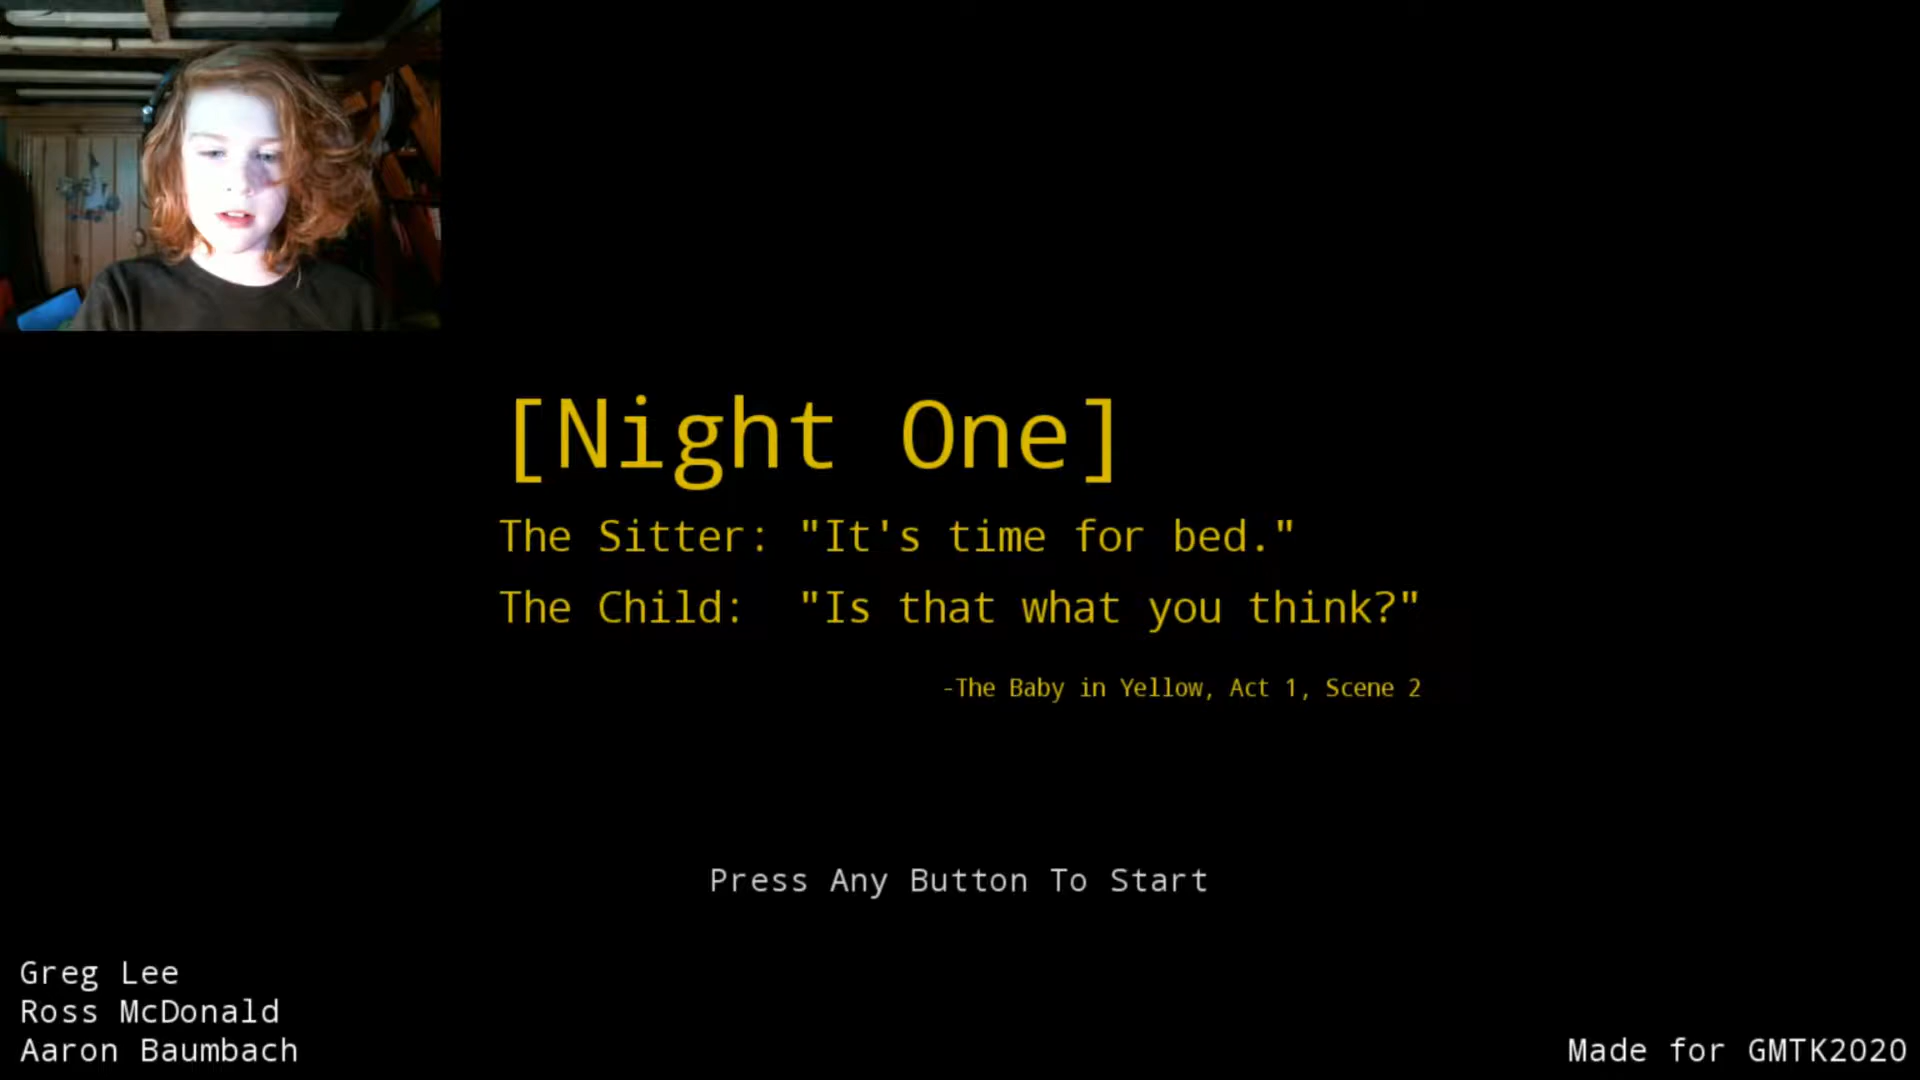 [Night One]
The Sitter: "It's time for bed."
The Child: "Is that what you think?"
-The Baby in Yellow, Act 1, Scene 2
Press Any Button To Start
Greg Lee
Ross McDonald
Aaron Baumbach
Made for GMTK2020